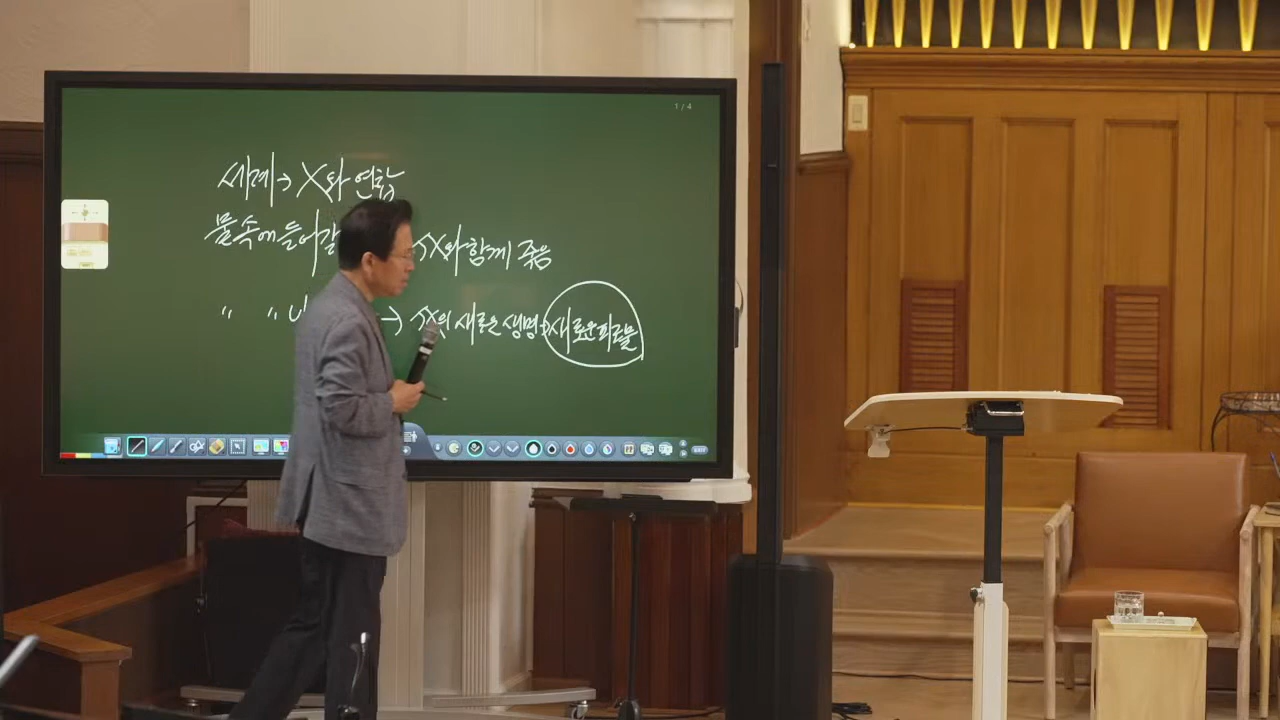 1/4
세례→ X와 연합
물속에 들어갈 X와 함께 죽음
" " → X의 새로운 생명→새로운 피조물